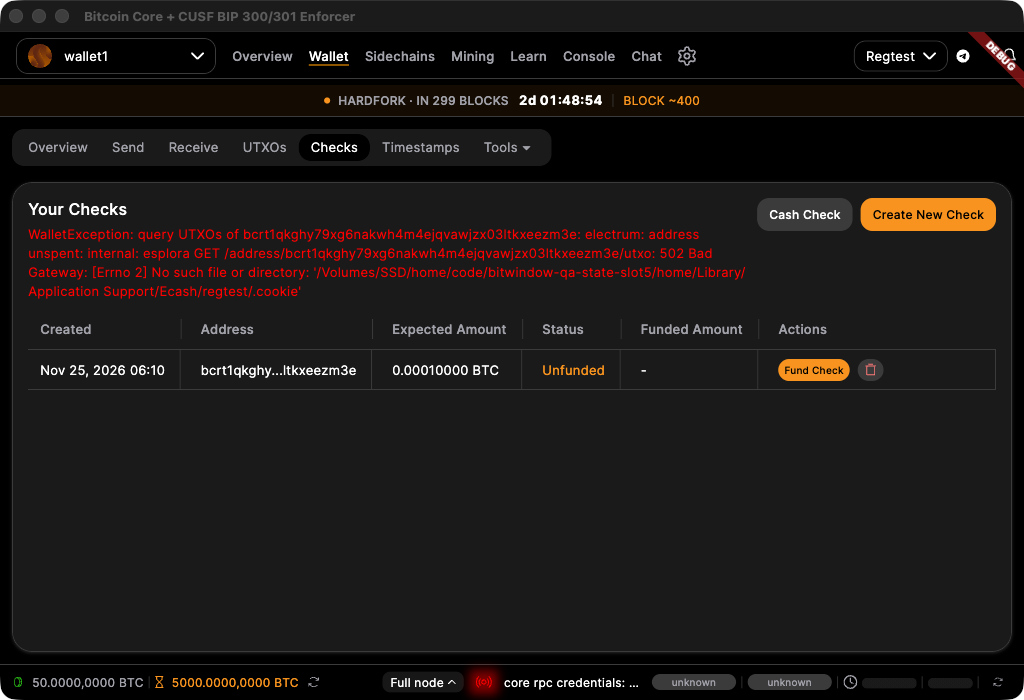 Bitcoin Core + CUSF BIP 300/301 Enforcer
wallet1 Overview Wallet Sidechains Mining Learn Console Chat Regtest DEBUG
HARDFORK · IN 299 BLOCKS 2d 01:48:54 BLOCK ~400
Overview Send Receive UTXOs Checks Timestamps Tools
Your Checks
Cash Check Create New Check
WalletException: query UTXOs of bcrt1qkghy79xg6nakwh4m4ejqvawjzx03ltkxeezm3e: electrum: address
unspent: internal: esplora GET /address/bcrt1qkghy79xg6nakwh4m4ejqvawjzx03ltkxeezm3e/utxo: 502 Bad
Gateway: [Errno 2] No such file or directory: '/Volumes/SSD/home/code/bitwindow-qa-state-slot5/home/Library/
Application Support/Ecash/regtest/.cookie'
Created Address Expected Amount Status Funded Amount Actions
Nov 25, 2026 06:10 bcrt1qkghy...ltkxeezm3e 0.00010000 BTC Unfunded - Fund Check
50.0000,0000 BTC 5000.0000,0000 BTC Full node core rpc credentials: ... unknown unknown